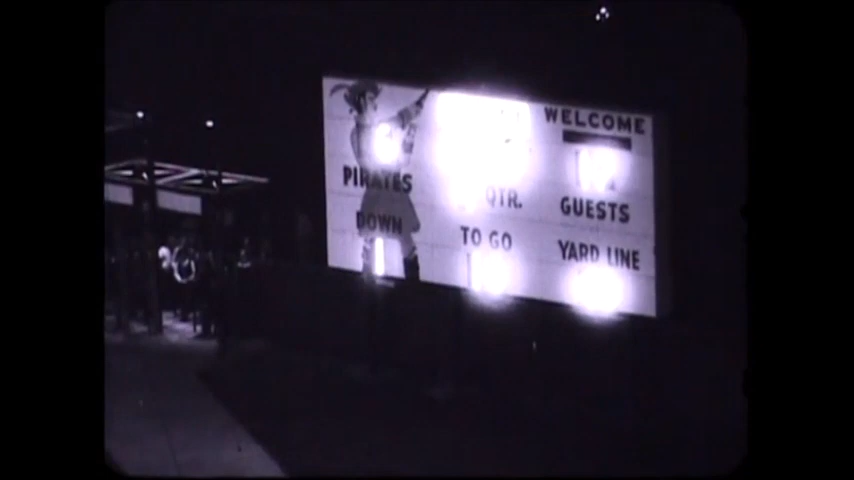 WELCOME
PIRATES
QTR.
GUESTS
DOWN
TO GO
YARD LINE